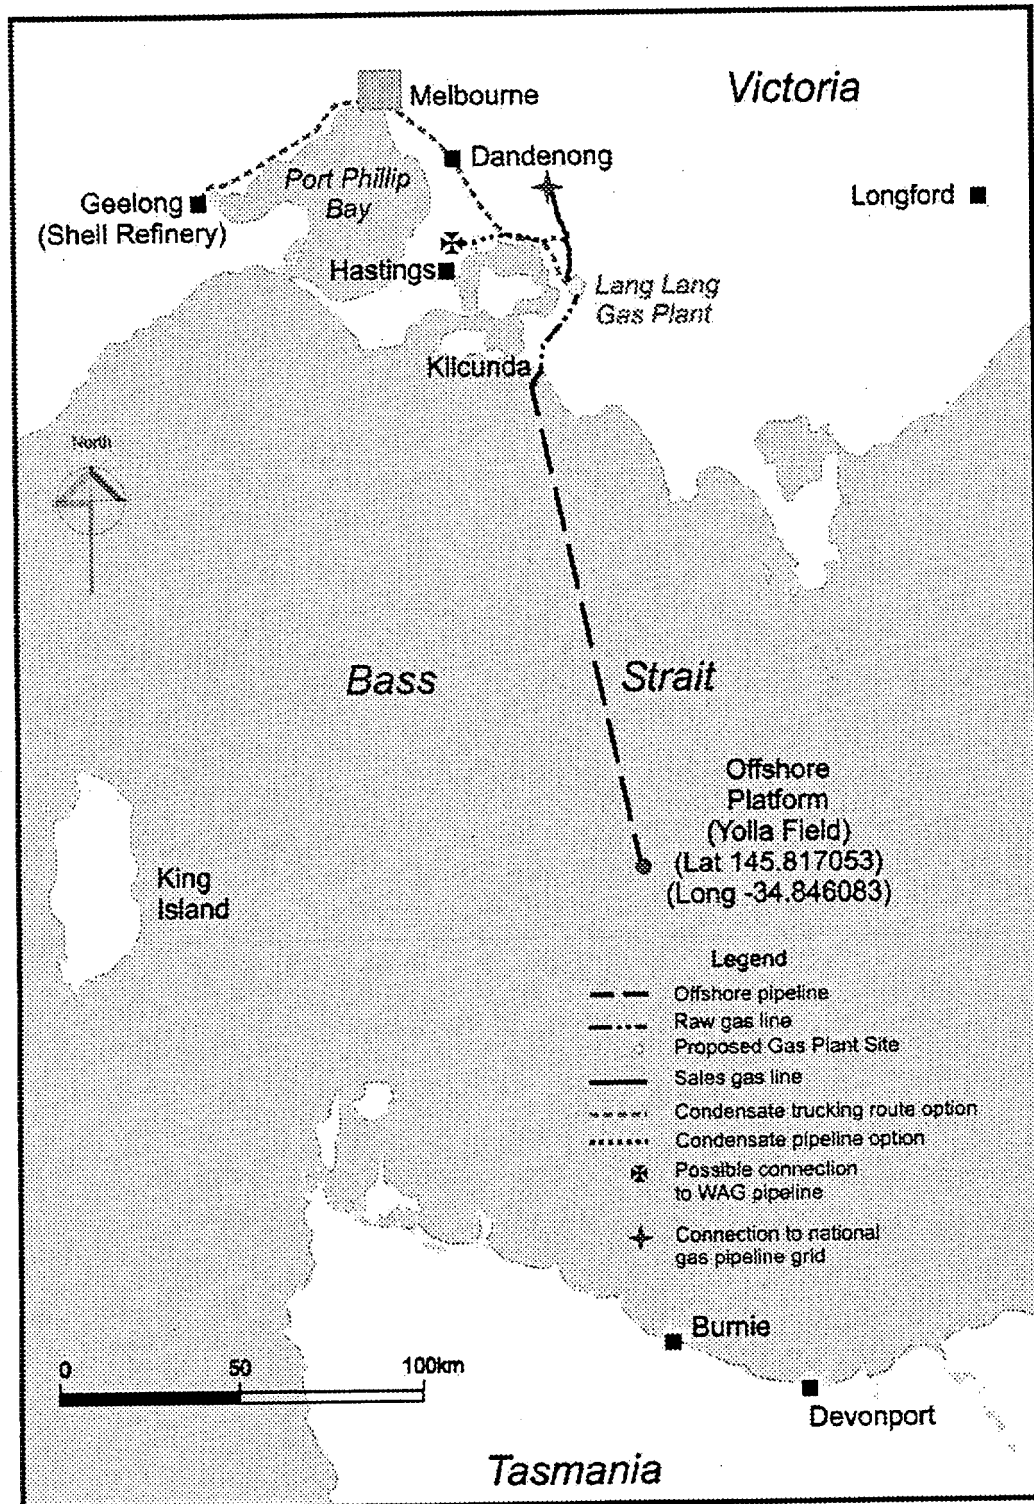 Victoria
Melbourne
Dandenong
Port Phillip
Bay
Geelong
(Shell Refinery)
Longford
Hastings
Lang Lang
Gas Plant
Kilcunda
North
Bass Strait
Offshore
Platform
(Yolla Field)
(Lat 145.817053)
(Long -34.846083)
King
Island
Legend
Offshore pipeline
Raw gas line
Proposed Gas Plant Site
Sales gas line
Condensate trucking route option
Condensate pipeline option
Possible connection
to WAG pipeline
Connection to national
gas pipeline grid
Burnie
0 50 100km
Devonport
Tasmania